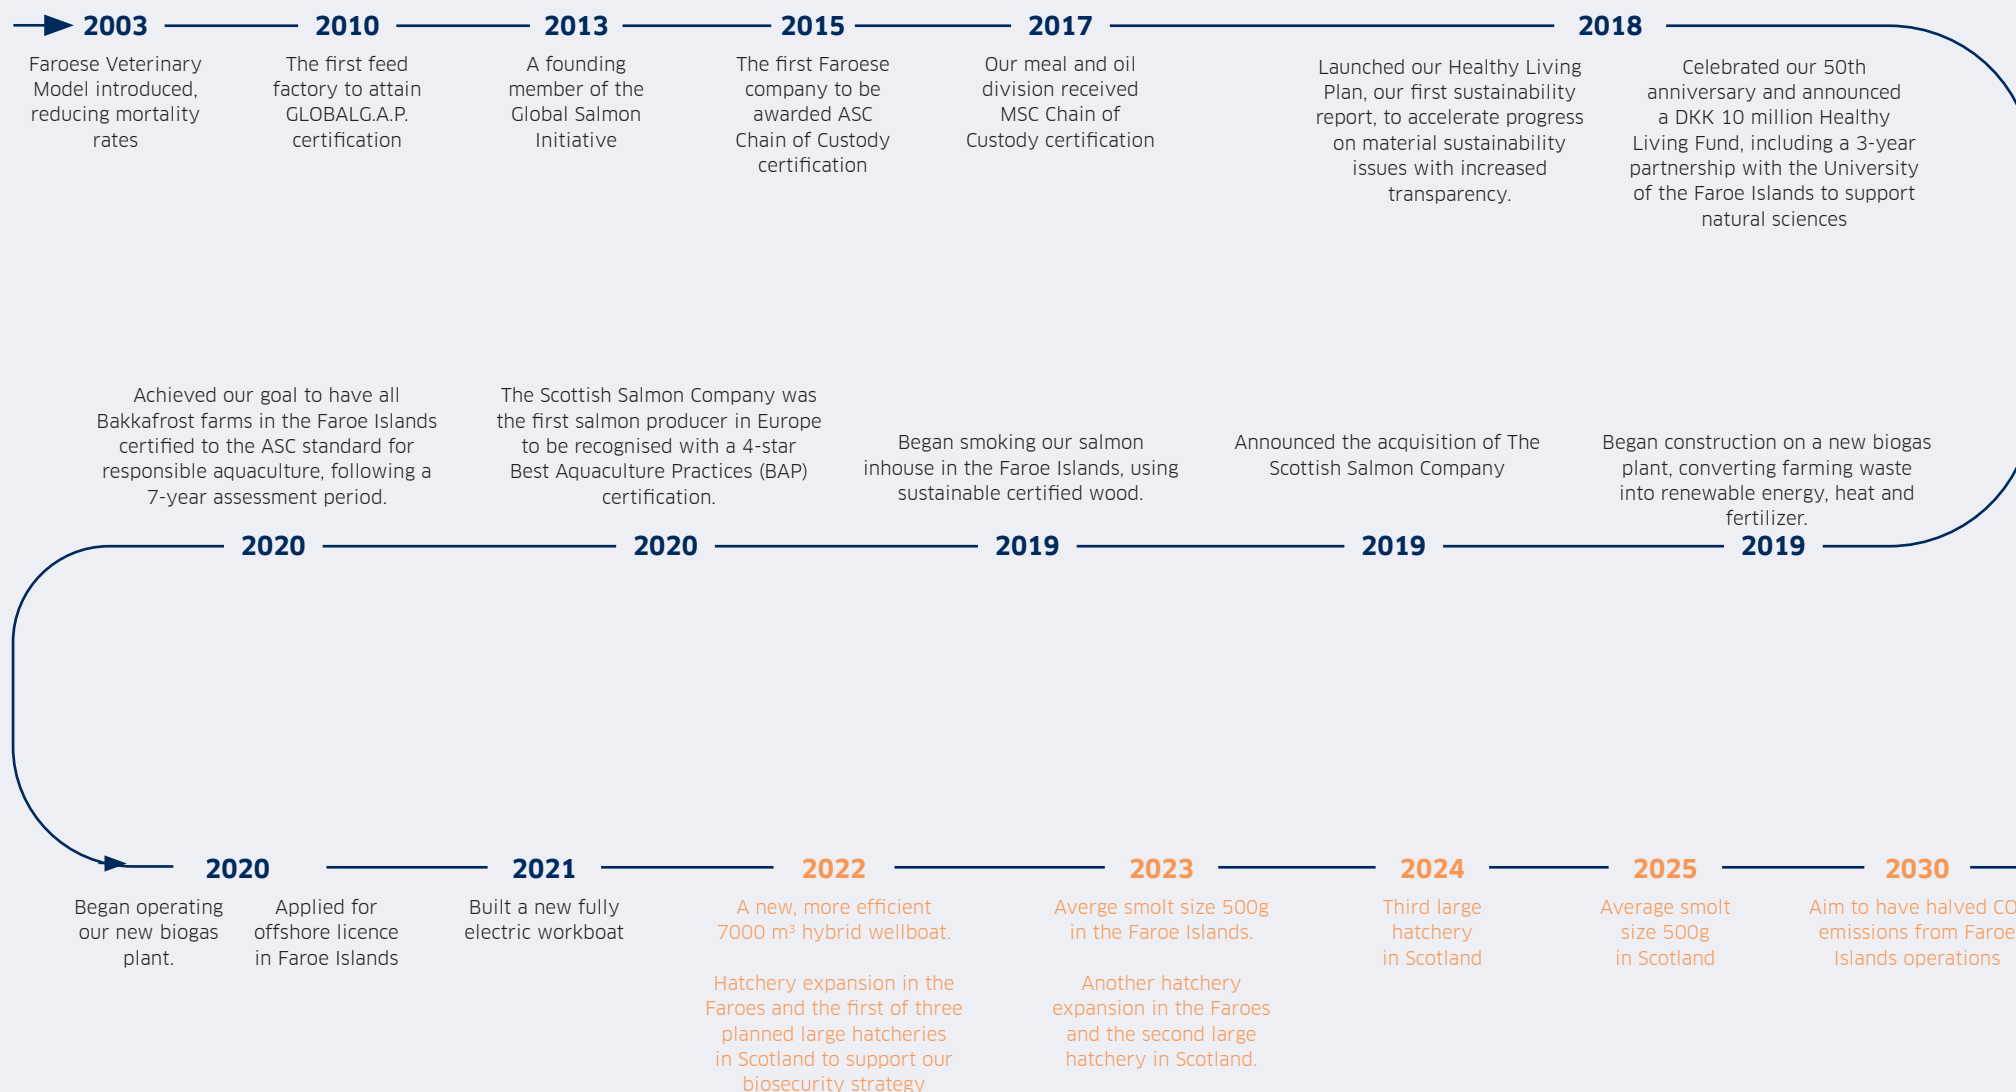 2003
Faroese Veterinary
Model introduced,
reducing mortality
rates
2010
The first feed
factory to attain
GLOBALG.A.P.
certification
2013
A founding
member of the
Global Salmon
Initiative
2015
The first Faroese
company to be
awarded ASC
Chain of Custody
certification
2017
Our meal and oil
division received
MSC Chain of
Custody certification
2018
Launched our Healthy Living
Plan, our first sustainability
report, to accelerate progress
on material sustainability
issues with increased
transparency.
Celebrated our 50th
anniversary and announced
a DKK 10 million Healthy
Living Fund, including a 3-year
partnership with the University
of the Faroe Islands to support
natural sciences
Began construction on a new biogas
plant, converting farming waste
into renewable energy, heat and
fertilizer.
2019
Announced the acquisition of The
Scottish Salmon Company
2019
Began smoking our salmon
inhouse in the Faroe Islands, using
sustainable certified wood.
2019
The Scottish Salmon Company was
the first salmon producer in Europe
to be recognised with a 4-star
Best Aquaculture Practices (BAP)
certification.
2020
Achieved our goal to have all
Bakkafrost farms in the Faroe Islands
certified to the ASC standard for
responsible aquaculture, following a
7-year assessment period.
2020
2020
Began operating
our new biogas
plant.
Applied for
offshore licence
in Faroe Islands
2021
Built a new fully
electric workboat
2022
A new, more efficient
7000 m³ hybrid wellboat.
Hatchery expansion in the
Faroes and the first of three
planned large hatcheries
in Scotland to support our
biosecurity strategy
2023
Averge smolt size 500g
in the Faroe Islands.
Another hatchery
expansion in the Faroes
and the second large
hatchery in Scotland.
2024
Third large
hatchery
in Scotland
2025
Average smolt
size 500g
in Scotland
2030
Aim to have halved CO
emissions from Faroe
Islands operations